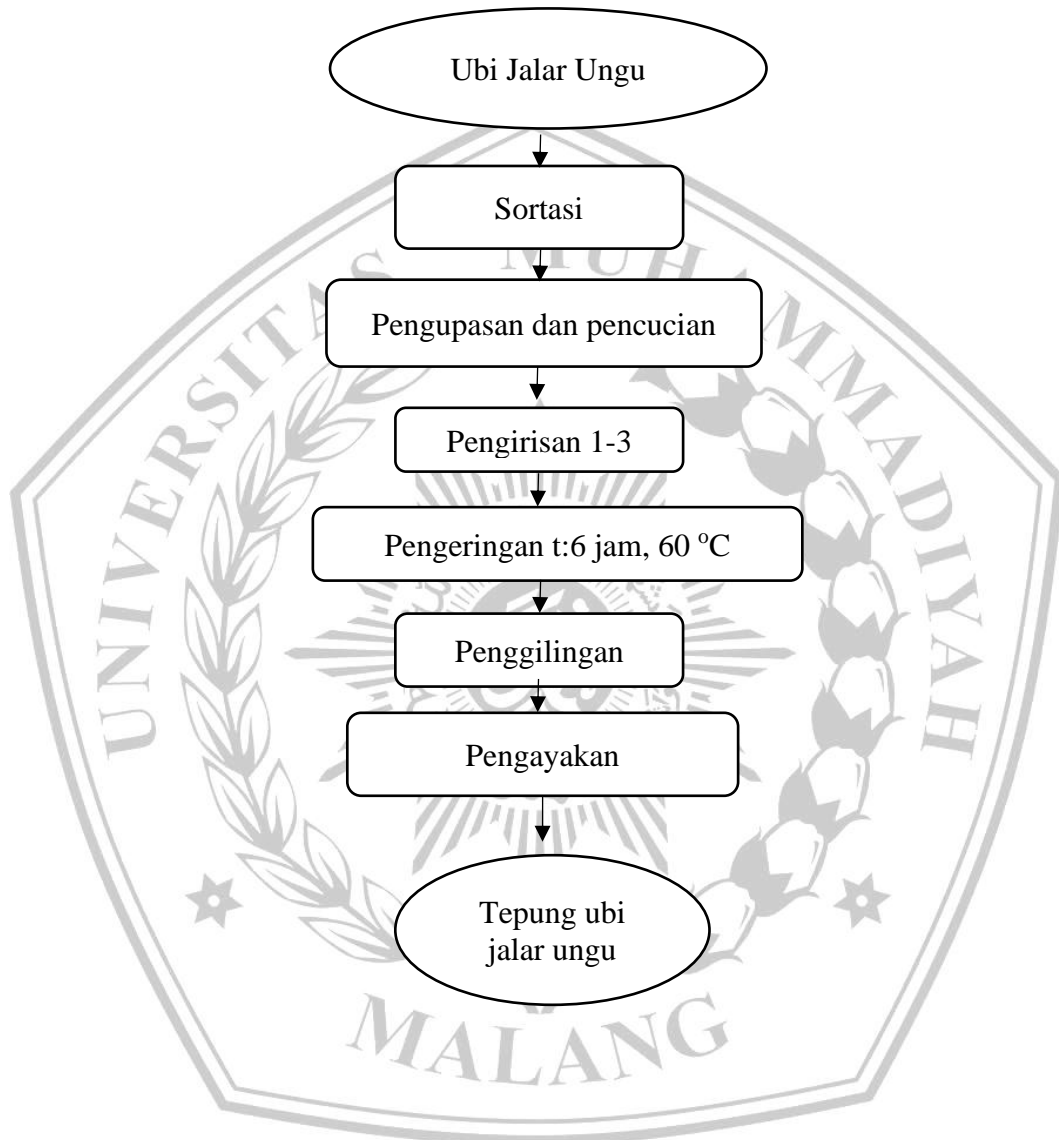 Ubi Jalar Ungu
Sortasi
Pengupasan dan pencucian
Pengirisan 1-3
Pengeringan t:6 jam, 60 °C
Penggilingan
Pengayakan
Tepung ubi
jalar ungu
UNIVERSITAS MUHAMMADIYAH
MALANG